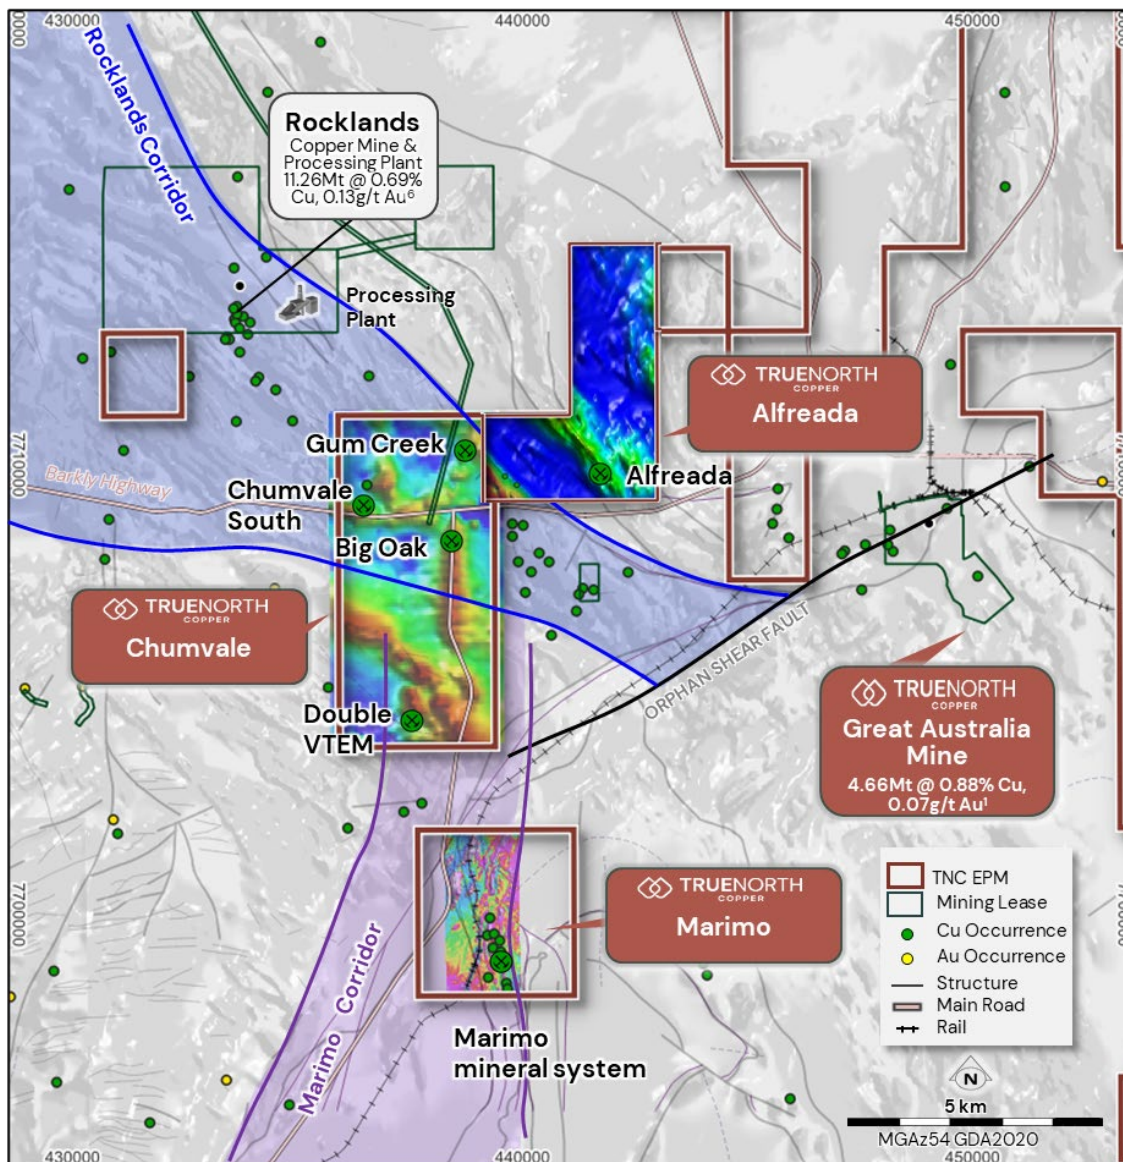 430000
440000
450000
Rocklands Corridor
Rocklands
Copper Mine &
Processing Plant
11.26Mt @ 0.69%
Cu, 0.13g/t Au⁶
Processing
Plant
TRUENORTH
COPPER
Alfreada
Gum Creek
Alfreada
7710000
Barkly Highway
Chumvale
South
Big Oak
TRUENORTH
COPPER
Chumvale
ORPHAN SHEAR FAULT
TRUENORTH
COPPER
Great Australia
Mine
4.66Mt @ 0.88% Cu,
0.07g/t Au¹
Double
VTEM
TRUENORTH
COPPER
Marimo
7700000
Marimo Corridor
Marimo
mineral system
TNC EPM
Mining Lease
Cu Occurrence
Au Occurrence
Structure
Main Road
Rail
N
5 km
MGAz54 GDA2020
430000
440000
450000